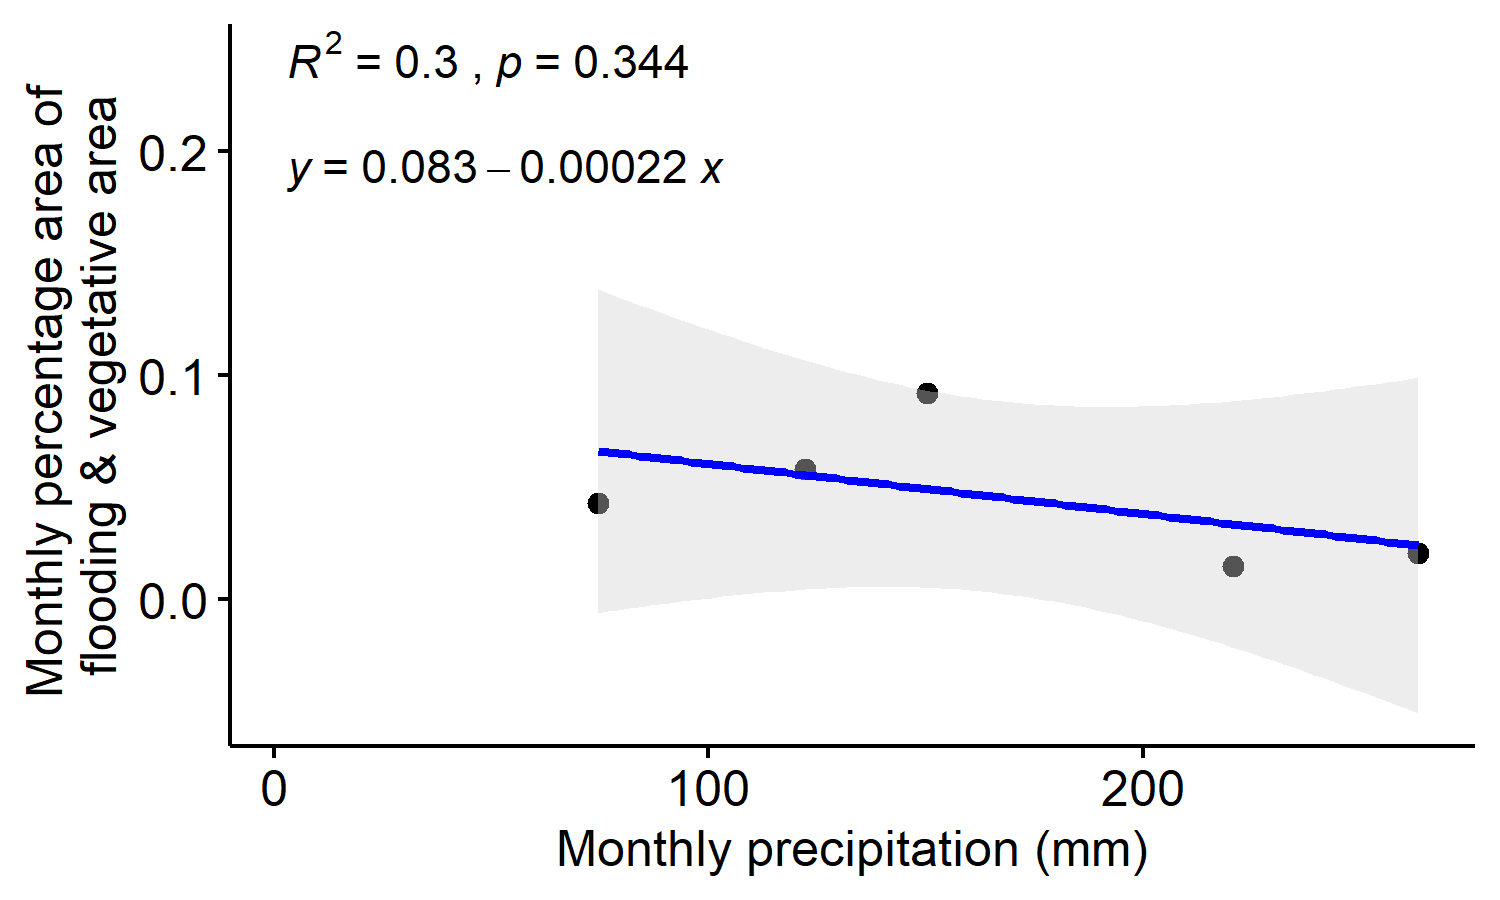 R² = 0.3 , p = 0.344
y = 0.083 – 0.00022 x
Monthly percentage area of
flooding & vegetative area
0.2
0.1
0.0
0
100
200
Monthly precipitation (mm)